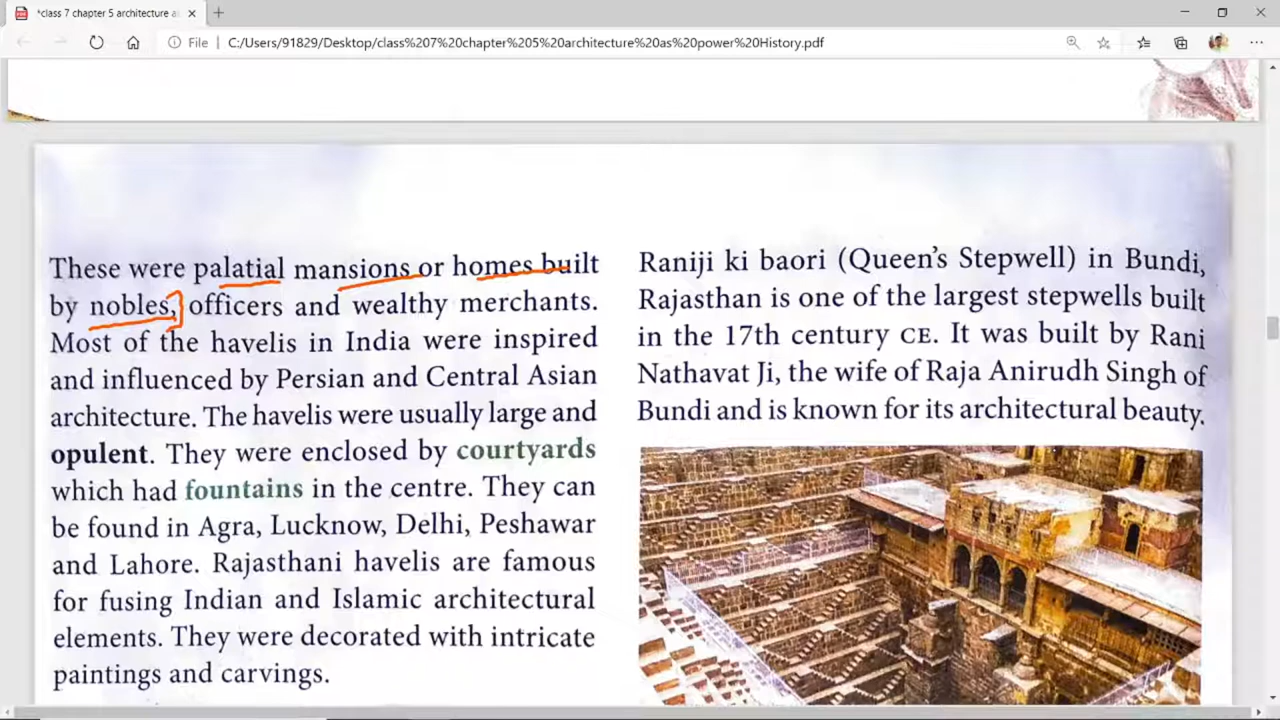 *class 7 chapter 5 architecture a
File
C:/Users/91829/Desktop/class%207%20chapter%205%20architecture%20as%20power%20History.pdf
These were palatial mansions or homes built
by nobles, officers and wealthy merchants.
Most of the havelis in India were inspired
and influenced by Persian and Central Asian
architecture. The havelis were usually large and
opulent. They were enclosed by courtyards
which had fountains in the centre. They can
be found in Agra, Lucknow, Delhi, Peshawar
and Lahore. Rajasthani havelis are famous
for fusing Indian and Islamic architectural
elements. They were decorated with intricate
paintings and carvings.
Raniji ki baori (Queen's Stepwell) in Bundi,
Rajasthan is one of the largest stepwells built
in the 17th century CE. It was built by Rani
Nathavat Ji, the wife of Raja Anirudh Singh of
Bundi and is known for its architectural beauty.